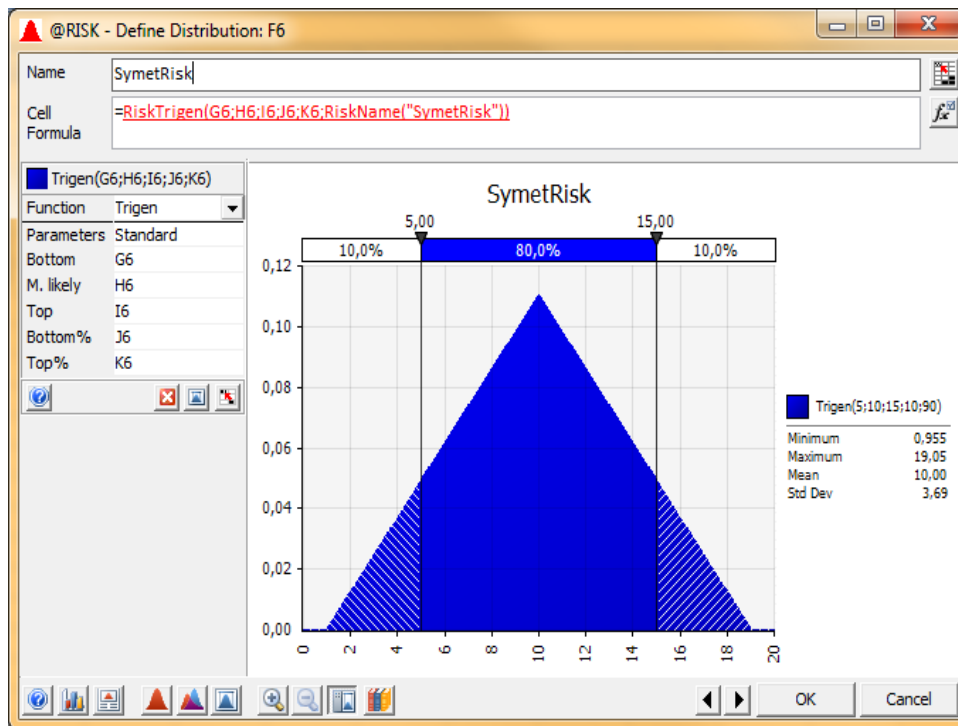 @RISK - Define Distribution: F6
Name SymetRisk
Cell Formula =RiskTrigen(G6;H6;I6;J6;K6;RiskName("SymetRisk"))
Trigen(G6;H6;I6;J6;K6)
Function Trigen
Parameters Standard
Bottom G6
M. likely H6
Top I6
Bottom% J6
Top% K6
SymetRisk
5,00 15,00
10,0% 80,0% 10,0%
0,12
0,10
0,08
0,06
0,04
0,02
0,00
0 2 4 6 8 10 12 14 16 18 20
Trigen(5;10;15;10;90)
Minimum 0,955
Maximum 19,05
Mean 10,00
Std Dev 3,69
OK Cancel